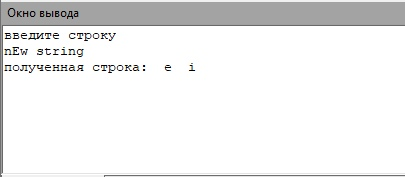 Окно вывода
введите строку
nEw string
полученная строка:  e  i